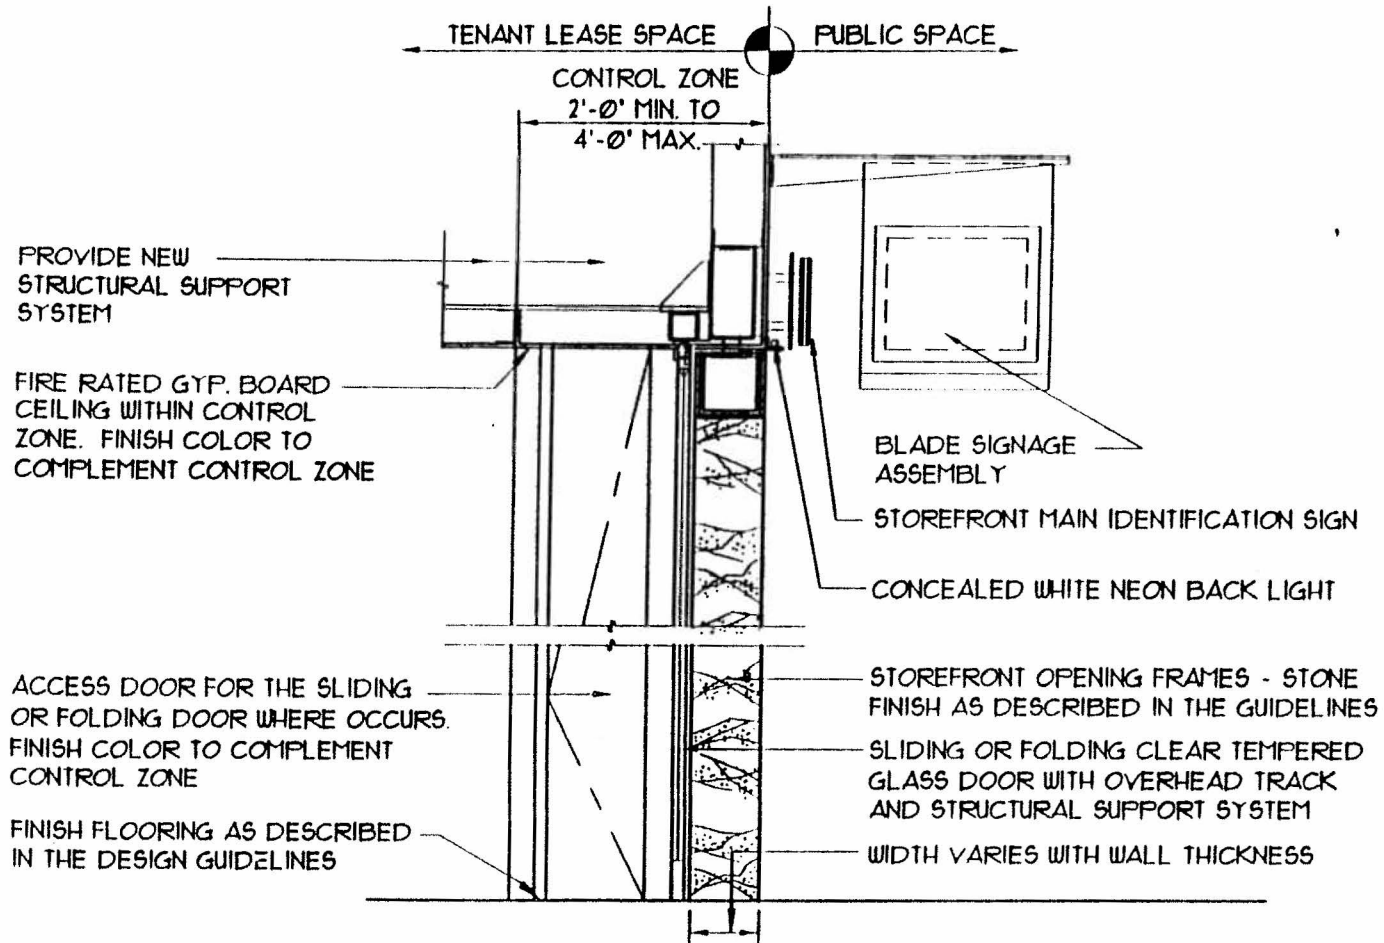 TENANT LEASE SPACE
PUBLIC SPACE
CONTROL ZONE
2'-0" MIN. TO
4'-0" MAX.
PROVIDE NEW
STRUCTURAL SUPPORT
SYSTEM
FIRE RATED GYP. BOARD
CEILING WITHIN CONTROL
ZONE. FINISH COLOR TO
COMPLEMENT CONTROL ZONE
BLADE SIGNAGE
ASSEMBLY
STOREFRONT MAIN IDENTIFICATION SIGN
CONCEALED WHITE NEON BACK LIGHT
ACCESS DOOR FOR THE SLIDING
OR FOLDING DOOR WHERE OCCURS.
FINISH COLOR TO COMPLEMENT
CONTROL ZONE
STOREFRONT OPENING FRAMES - STONE
FINISH AS DESCRIBED IN THE GUIDELINES
SLIDING OR FOLDING CLEAR TEMPERED
GLASS DOOR WITH OVERHEAD TRACK
AND STRUCTURAL SUPPORT SYSTEM
FINISH FLOORING AS DESCRIBED
IN THE DESIGN GUIDELINES
WIDTH VARIES WITH WALL THICKNESS